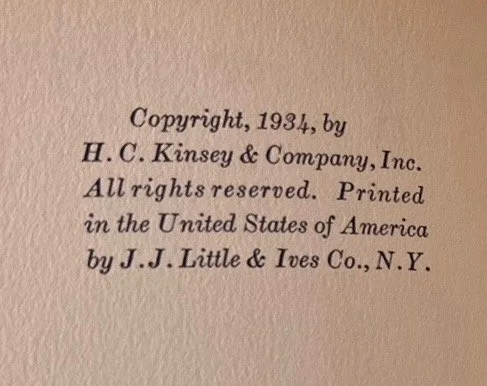 Copyright, 1934, by
H. C. Kinsey & Company, Inc.
All rights reserved. Printed
in the United States of America
by J. J. Little & Ives Co., N. Y.